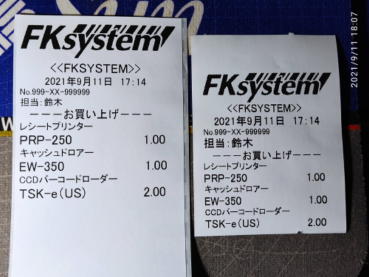 FKsystem
<<FKSYSTEM>>
2021年9月11日 17:14
No.999-XX-999999
担当:鈴木
ーーーお買い上げーーー
レシートプリンター
PRP-250 1.00
キャッシュドロアー
EW-350 1.00
CCDバーコードローダー
TSK-e(US) 2.00
FKsystem
<<FKSYSTEM>>
2021年9月11日 17:14
No.999-XX-999999
担当:鈴木
ーーーお買い上げーーー
レシートプリンター
PRP-250 1.00
キャッシュドロアー
EW-350 1.00
CCDバーコードローダー
TSK-e(US) 2.00
2021/9/11 18:07